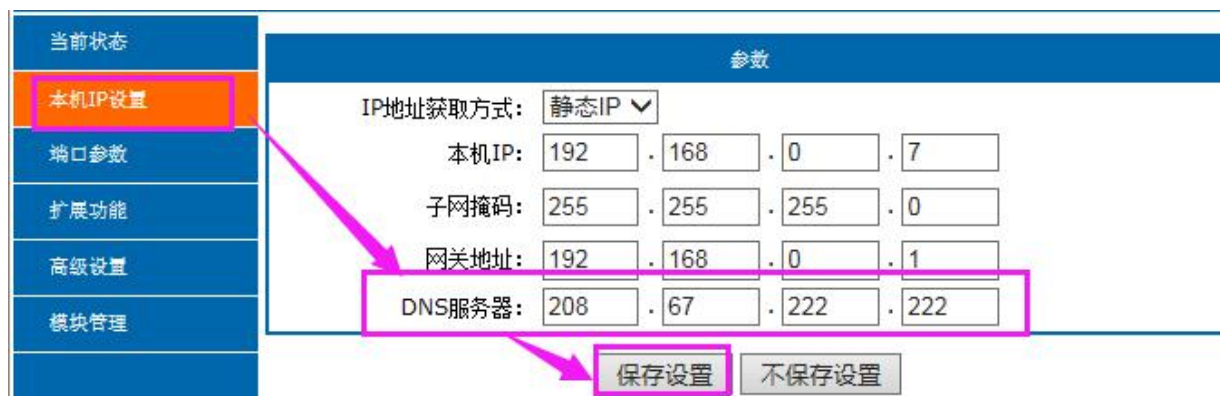 当前状态
本机IP设置
端口参数
扩展功能
高级设置
模块管理
参数
IP地址获取方式: 静态IP
本机IP: 192 . 168 . 0 . 7
子网掩码: 255 . 255 . 255 . 0
网关地址: 192 . 168 . 0 . 1
DNS服务器: 208 . 67 . 222 . 222
保存设置 不保存设置